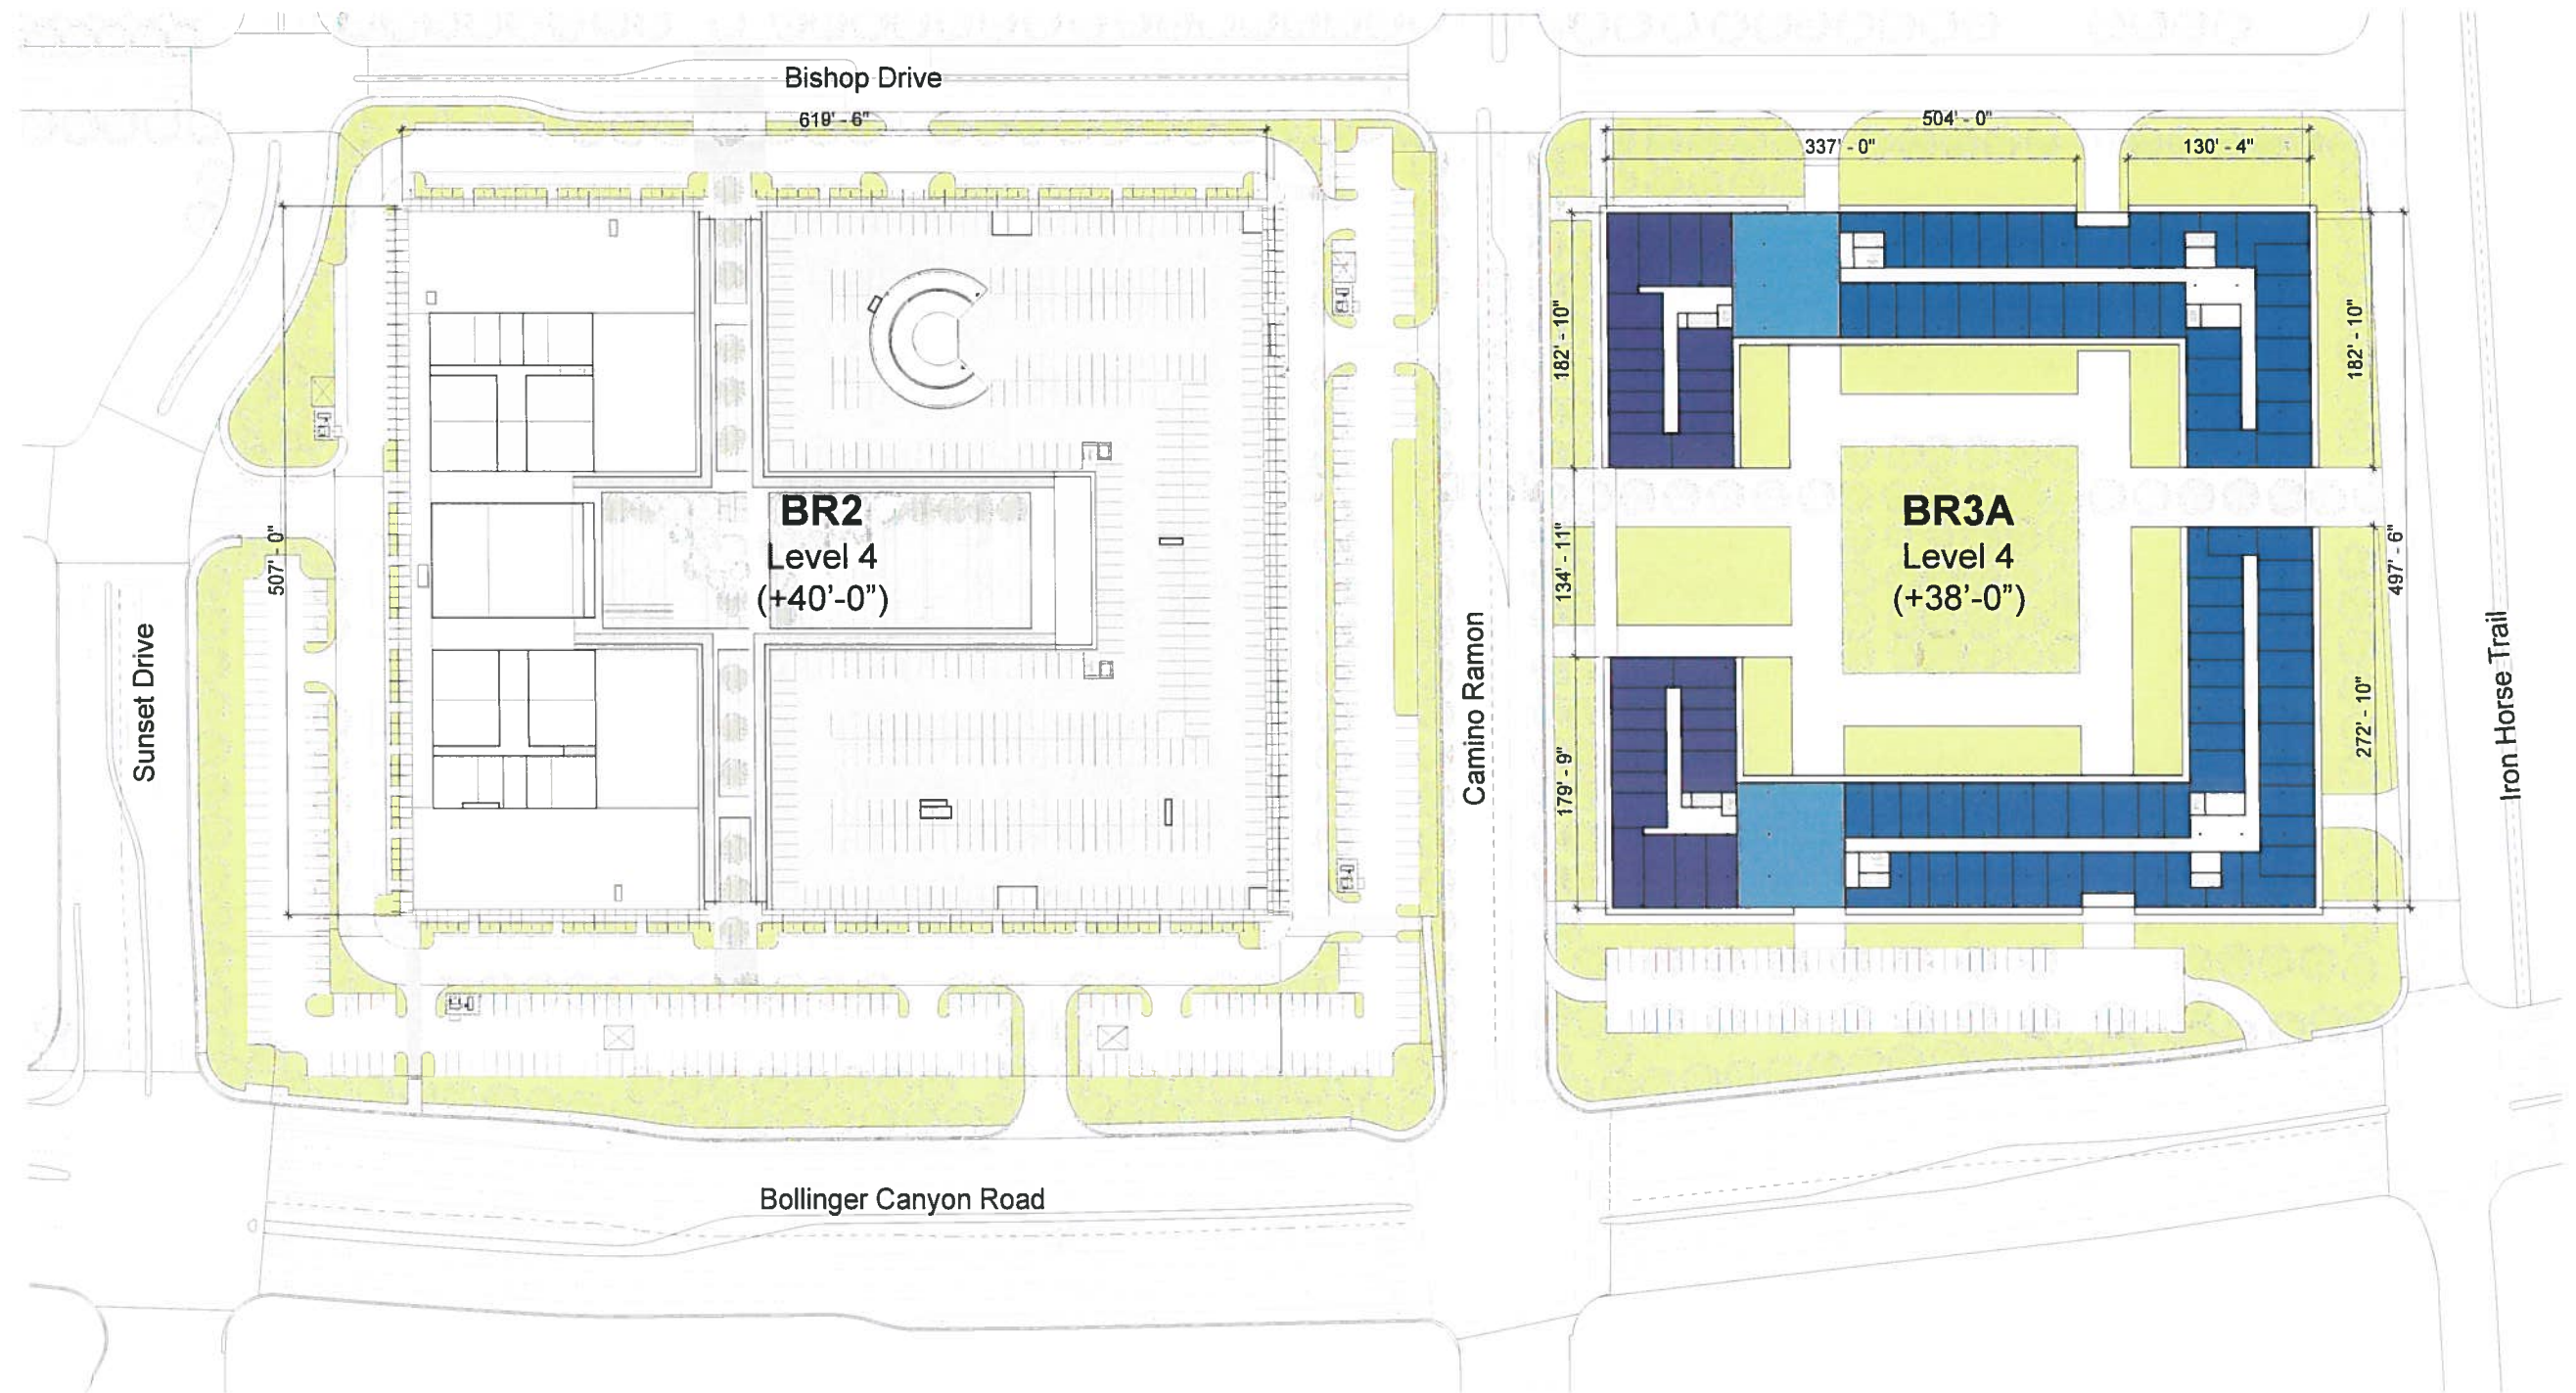 Bishop Drive
619' - 6"
504' - 0"
337' - 0"
130' - 4"
182' - 10"
182' - 10"
507' - 0"
BR2
Level 4
(+40'-0")
BR3A
Level 4
(+38'-0")
134' - 11"
497' - 6"
Sunset Drive
Camino Ramon
Iron Horse Trail
179' - 9"
272' - 10"
Bollinger Canyon Road